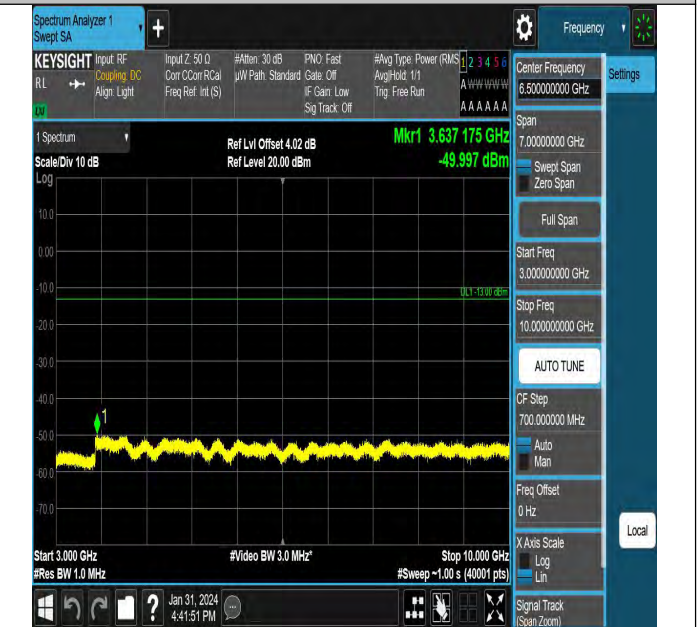 Spectrum Analyzer 1
Swept SA
+
Frequency
KEYSIGHT
RL
Input: RF
Coupling: DC
Align: Light
Input Z: 50 Ω
Corr CCorr RCal
Freq Ref: Int (S)
#Atten: 30 dB
µW Path: Standard
PNO: Fast
Gate: Off
IF Gain: Low
Sig Track: Off
#Avg Type: Power (RMS
Avg|Hold: 1/1
Trig: Free Run
1 2 3 4 5 6
A W W W W W
A A A A A A
1 Spectrum
Scale/Div 10 dB
Log
Ref Lvl Offset 4.02 dB
Ref Level 20.00 dBm
Mkr1 3.637 175 GHz
-49.997 dBm
10.0
0.00
-10.0
DL1 -13.00 dBm
-20.0
-30.0
-40.0
1
-50.0
-60.0
-70.0
Start 3.000 GHz
#Res BW 1.0 MHz
#Video BW 3.0 MHz*
Stop 10.000 GHz
#Sweep ~1.00 s (40001 pts)
?
Jan 31, 2024
4:41:51 PM
Center Frequency
6.500000000 GHz
Settings
Span
7.00000000 GHz
Swept Span
Zero Span
Full Span
Start Freq
3.000000000 GHz
Stop Freq
10.000000000 GHz
AUTO TUNE
CF Step
700.000000 MHz
Auto
Man
Freq Offset
0 Hz
X Axis Scale
Log
Lin
Local
Signal Track
(Span Zoom)